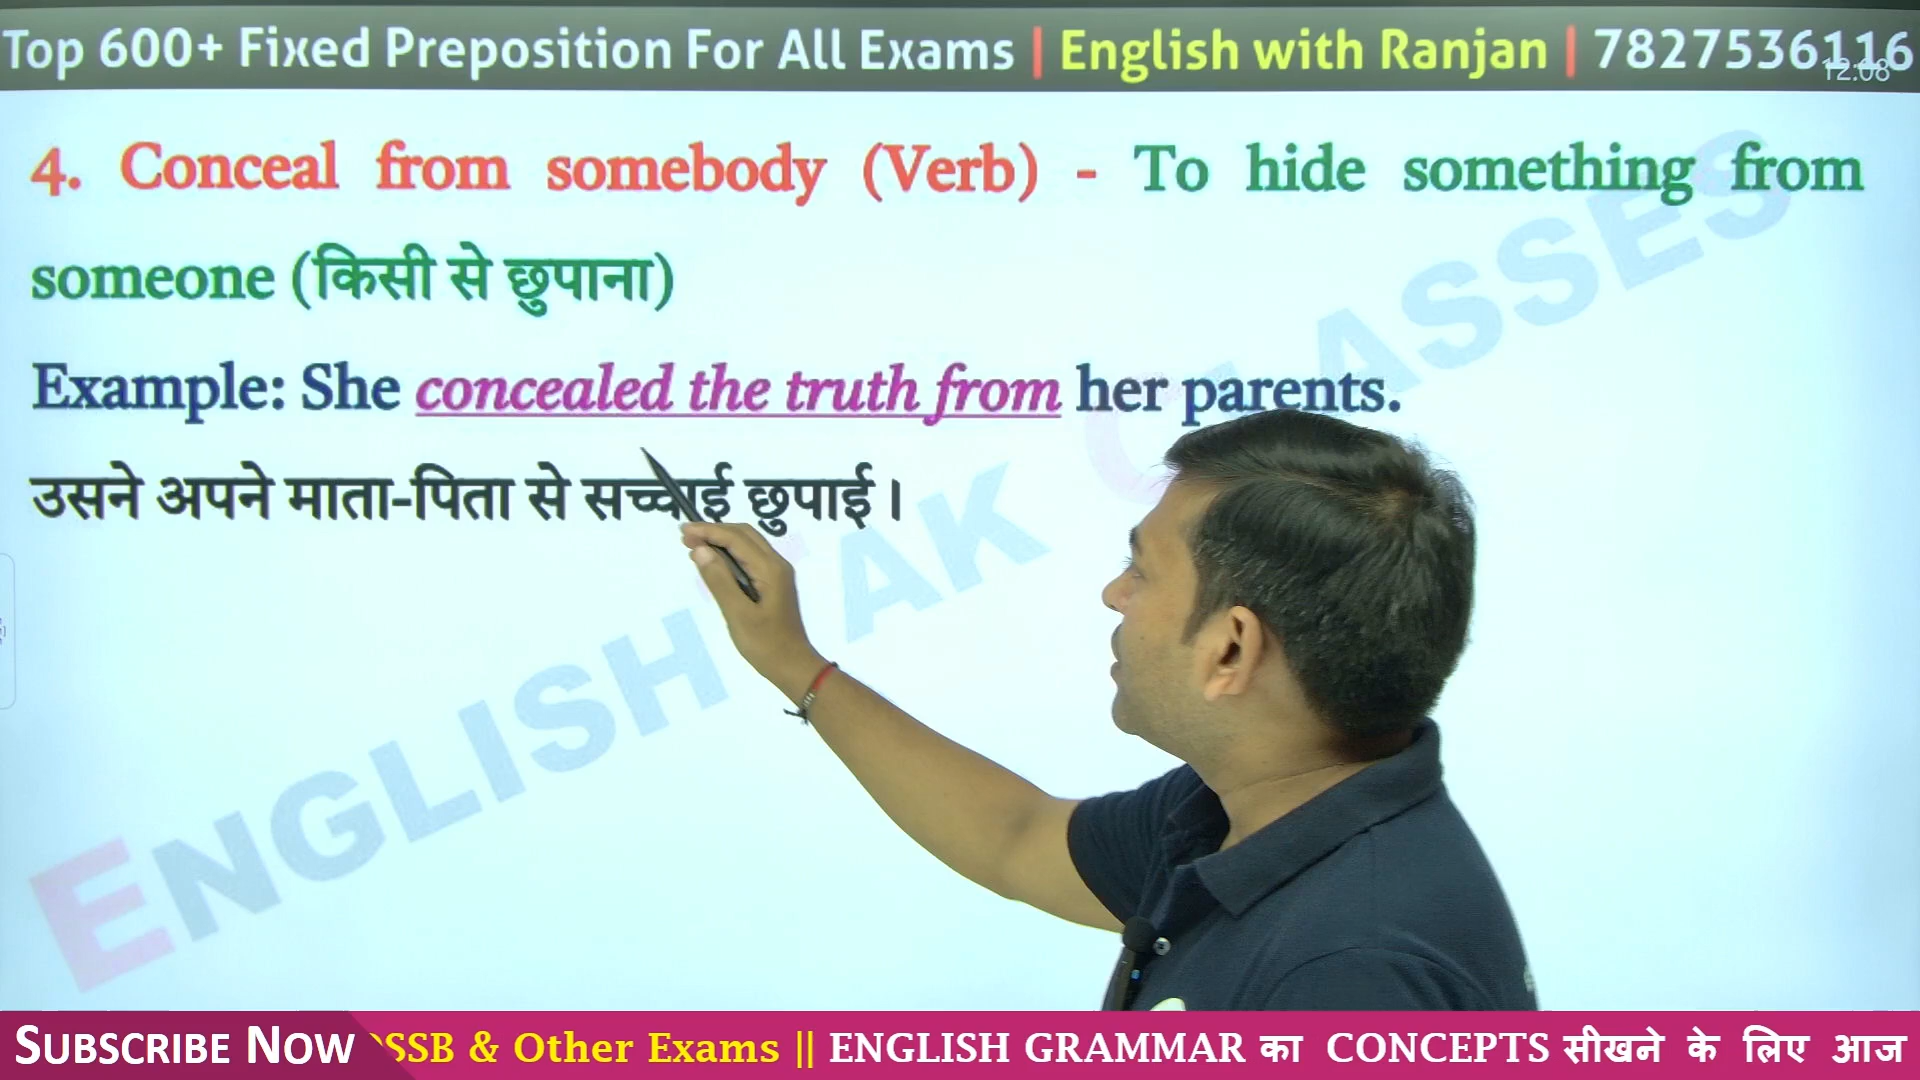 Top 600+ Fixed Preposition For All Exams | English with Ranjan | 7827536116
12:08
4. Conceal from somebody (Verb) - To hide something from
someone (किसी से छुपाना)
Example: She concealed the truth from her parents.
उसने अपने माता-पिता से सच्चाई छुपाई।
ENGLISH AK CLASSES
SUBSCRIBE NOW SSB & Other Exams || ENGLISH GRAMMAR का CONCEPTS सीखने के लिए आज